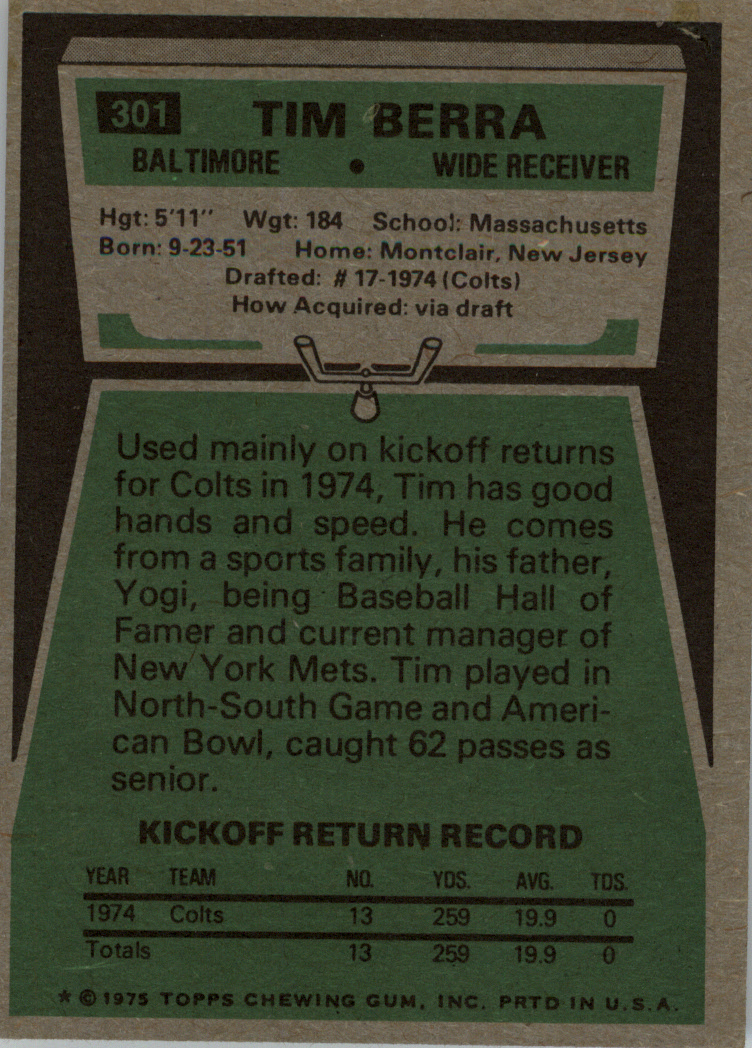 301 TIM BERRA
BALTIMORE • WIDE RECEIVER
Hgt: 5'11" Wgt: 184 School: Massachusetts
Born: 9-23-51 Home: Montclair, New Jersey
Drafted: # 17-1974 (Colts)
How Acquired: via draft
Used mainly on kickoff returns
for Colts in 1974, Tim has good
hands and speed. He comes
from a sports family, his father,
Yogi, being Baseball Hall of
Famer and current manager of
New York Mets. Tim played in
North-South Game and Ameri-
can Bowl, caught 62 passes as
senior.
KICKOFF RETURN RECORD
YEAR TEAM NO. YDS. AVG. TDS.
1974 Colts 13 259 19.9 0
Totals 13 259 19.9 0
* © 1975 TOPPS CHEWING GUM, INC. PRTD IN U.S.A.